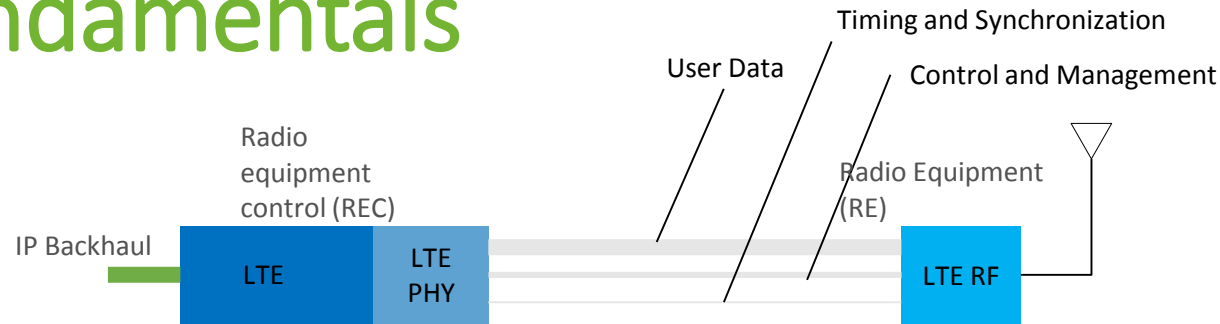 ndamentals
Timing and Synchronization
User Data
Control and Management
Radio
equipment
control (REC)
Radio Equipment
(RE)
IP Backhaul
LTE
LTE
PHY
LTE RF